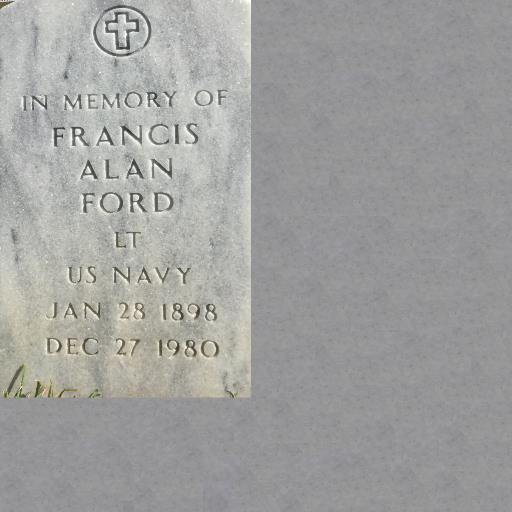 IN MEMORY OF
FRANCIS
ALAN
FORD
LT
US NAVY
JAN 28 1898
DEC 27 1980